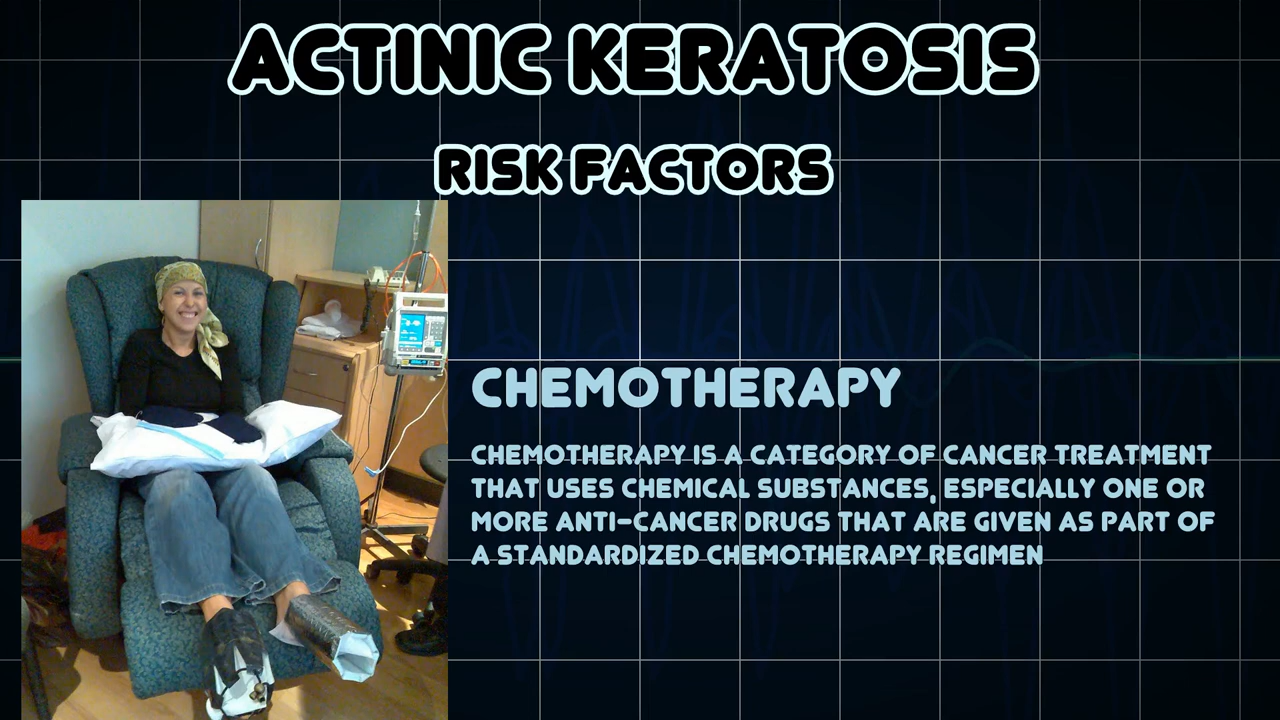 ACTINIC KERATOSIS
RISK FACTORS
CHEMOTHERAPY
CHEMOTHERAPY IS A CATEGORY OF CANCER TREATMENT
THAT USES CHEMICAL SUBSTANCES, ESPECIALLY ONE OR
MORE ANTI-CANCER DRUGS THAT ARE GIVEN AS PART OF
A STANDARDIZED CHEMOTHERAPY REGIMEN